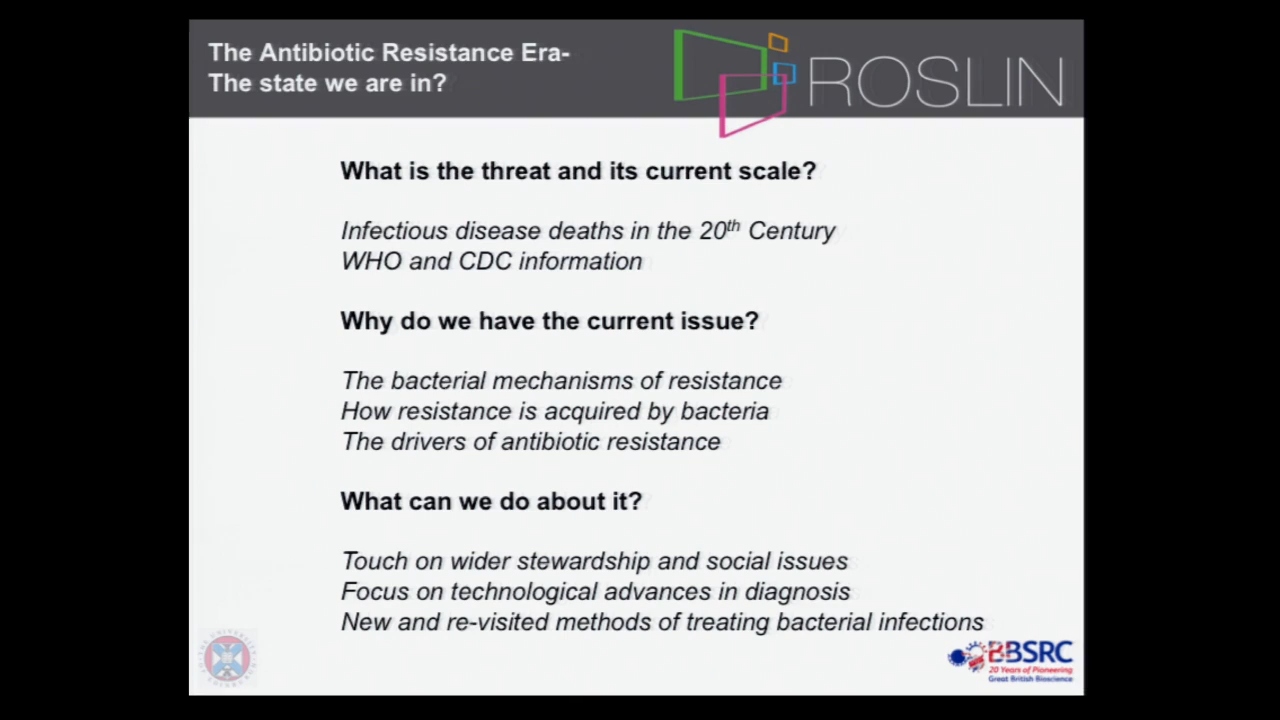 The Antibiotic Resistance Era-
The state we are in?
ROSLIN
What is the threat and its current scale?
Infectious disease deaths in the 20th Century
WHO and CDC information
Why do we have the current issue?
The bacterial mechanisms of resistance
How resistance is acquired by bacteria
The drivers of antibiotic resistance
What can we do about it?
Touch on wider stewardship and social issues
Focus on technological advances in diagnosis
New and re-visited methods of treating bacterial infections
BBSRC
20 Years of Pioneering
Great British Bioscience